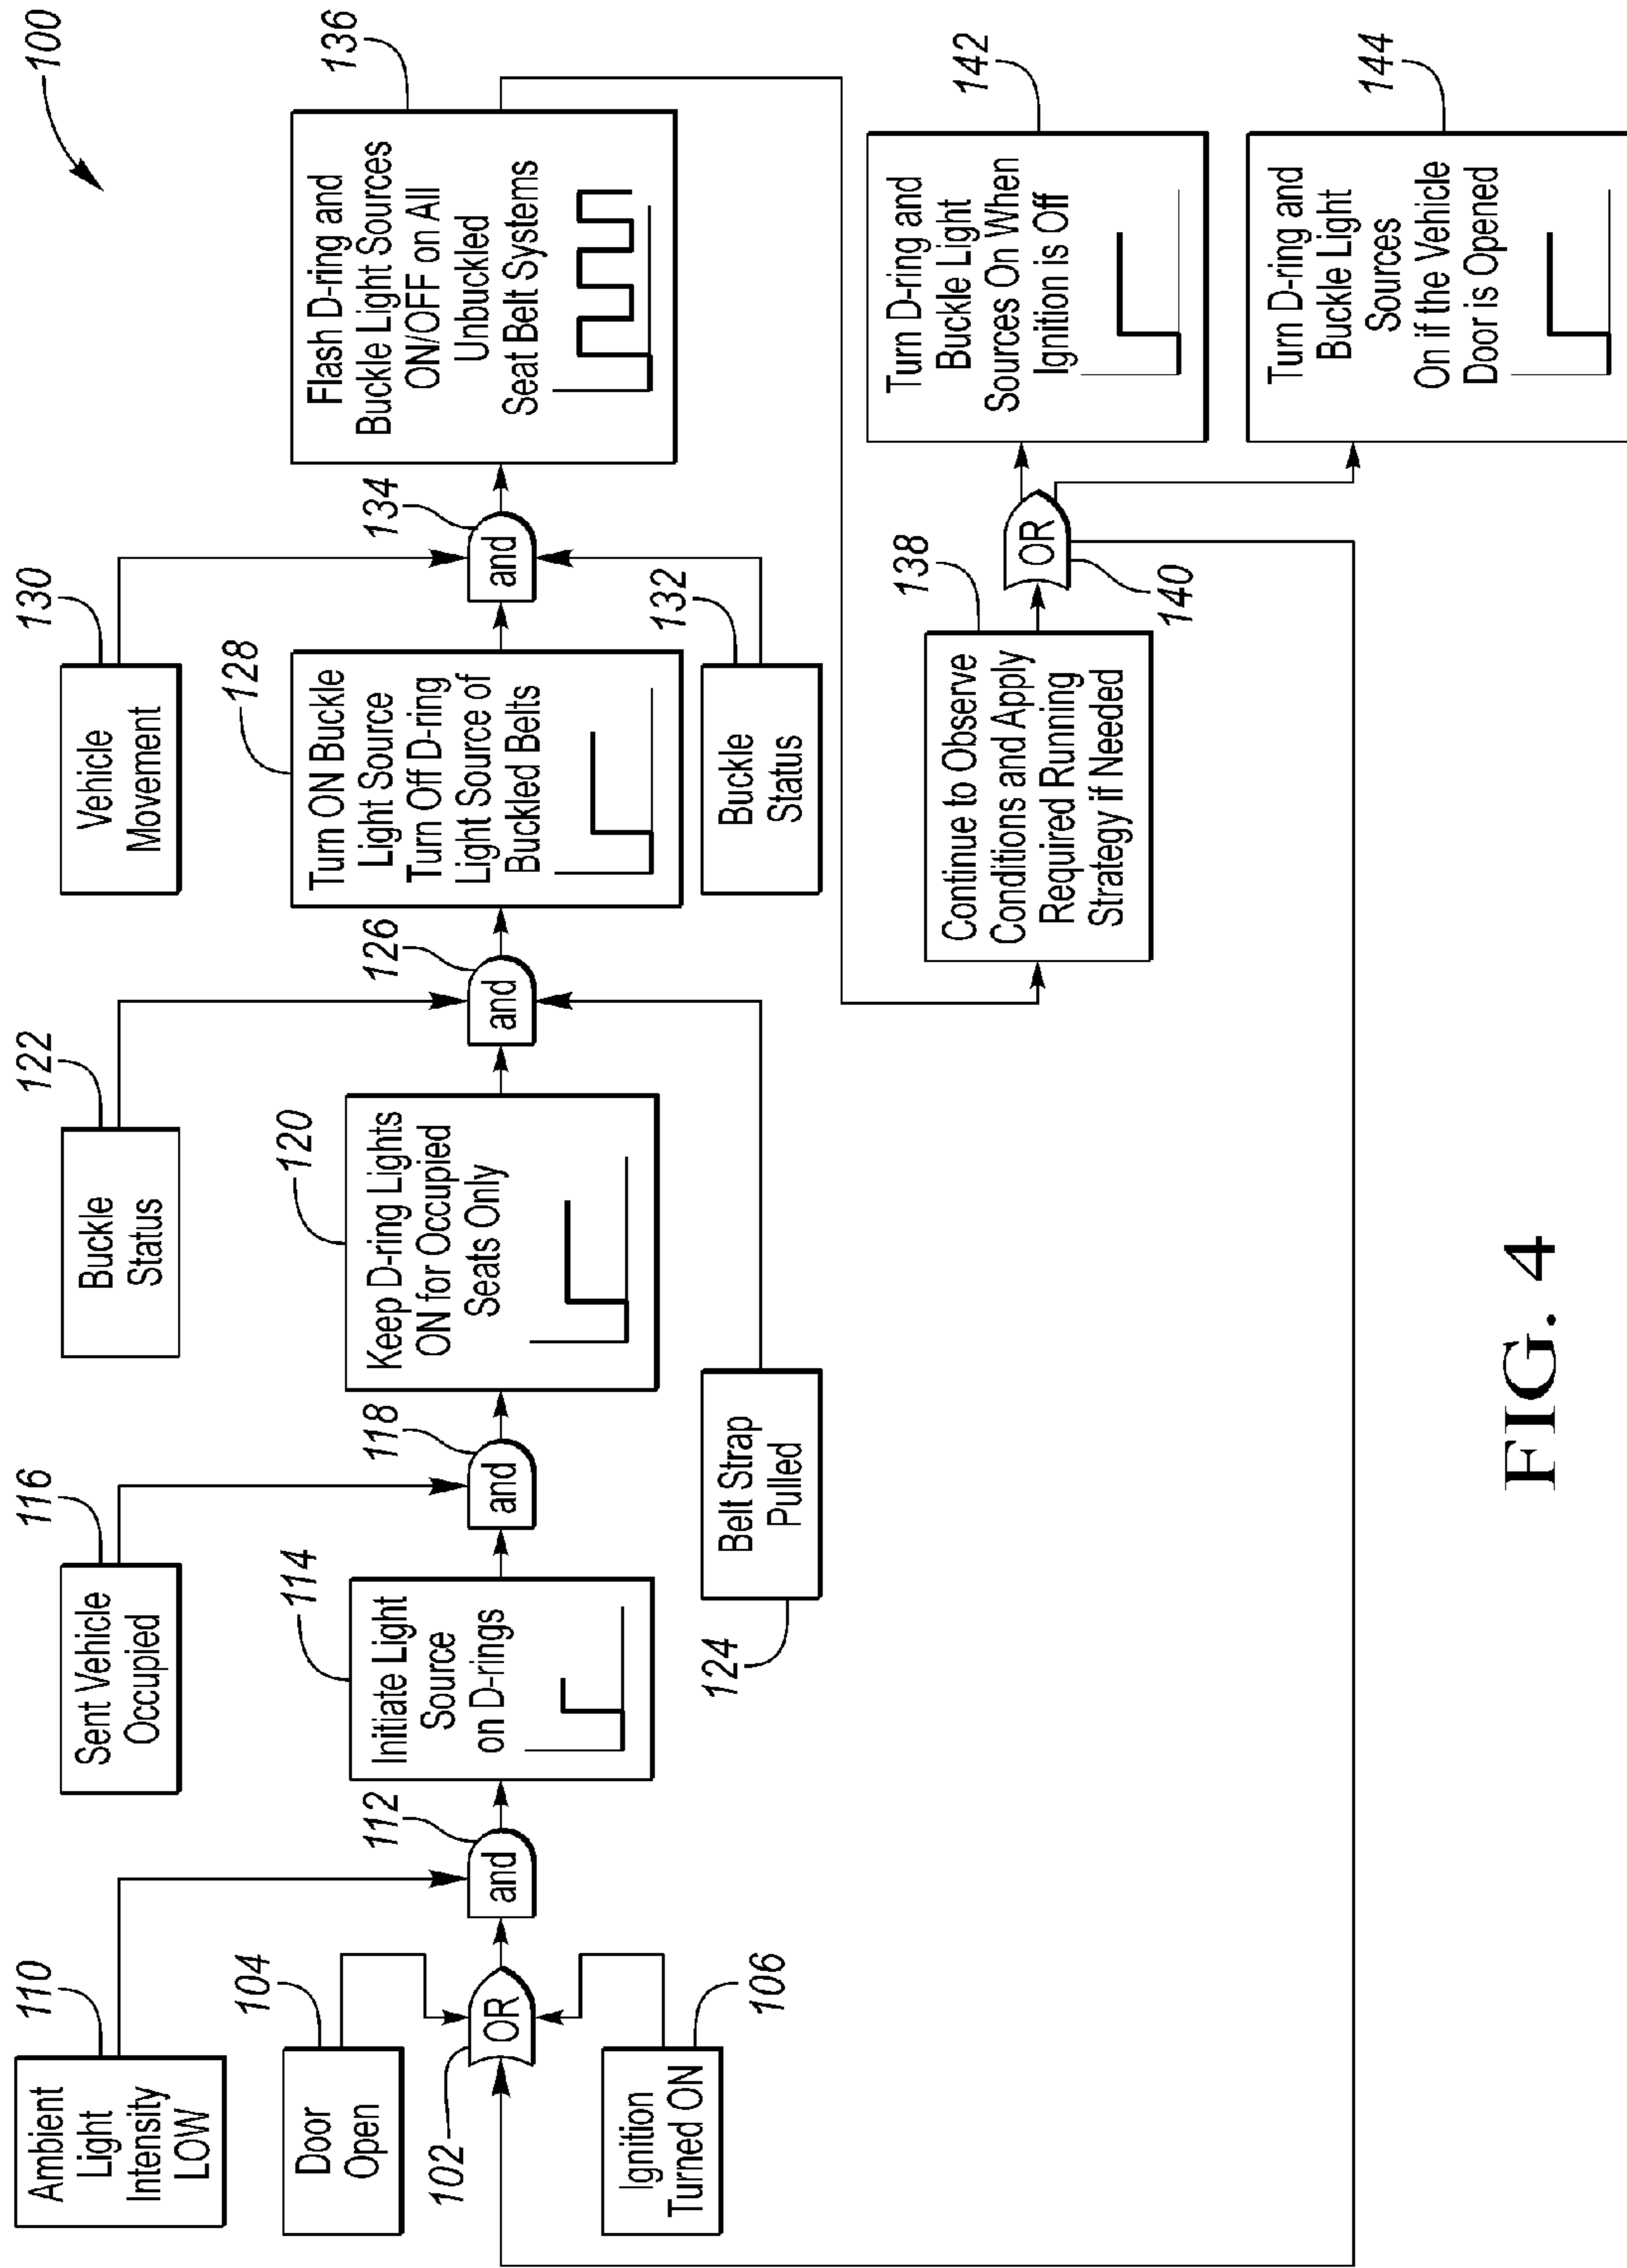 100
110
Ambient
Light
Intensity
LOW
104
Door
Open
102
OR
106
Ignition
Turned ON
112
and
114
Initiate Light
Source
on D-rings
116
Sent Vehicle
Occupied
118
and
120
Keep D-ring Lights
ON for Occupied
Seats Only
122
Buckle
Status
124
Belt Strap
Pulled
126
and
128
Turn ON Buckle
Light Source
Turn Off D-ring
Light Source of
Buckled Belts
130
Vehicle
Movement
132
Buckle
Status
134
and
136
Flash D-ring and
Buckle Light Sources
ON/OFF on All
Unbuckled
Seat Belt Systems
138
Continue to Observe
Conditions and Apply
Required Running
Strategy if Needed
OR
140
142
Turn D-ring and
Buckle Light
Sources On When
Ignition is Off
144
Turn D-ring and
Buckle Light
Sources
On if the Vehicle
Door is Opened
FIG. 4